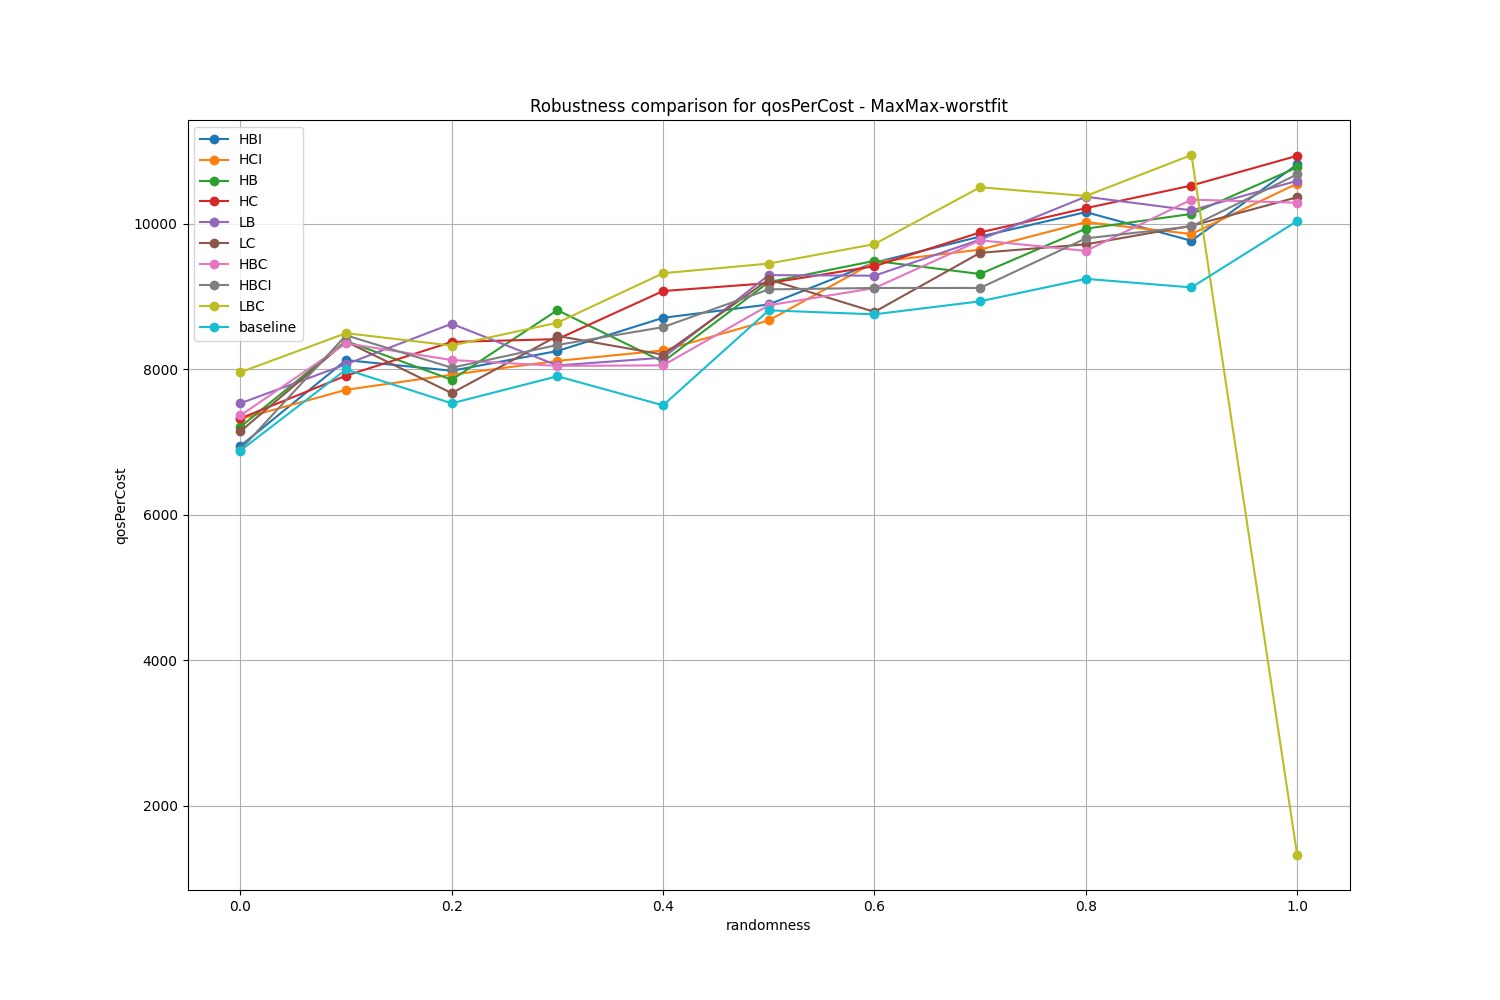 Robustness comparison for qosPerCost - MaxMax-worstfit
HBI
HCI
HB
HC
LB
LC
HBC
HBCI
LBC
baseline
qosPerCost
10000
8000
6000
4000
2000
0.0 0.2 0.4 0.6 0.8 1.0
randomness